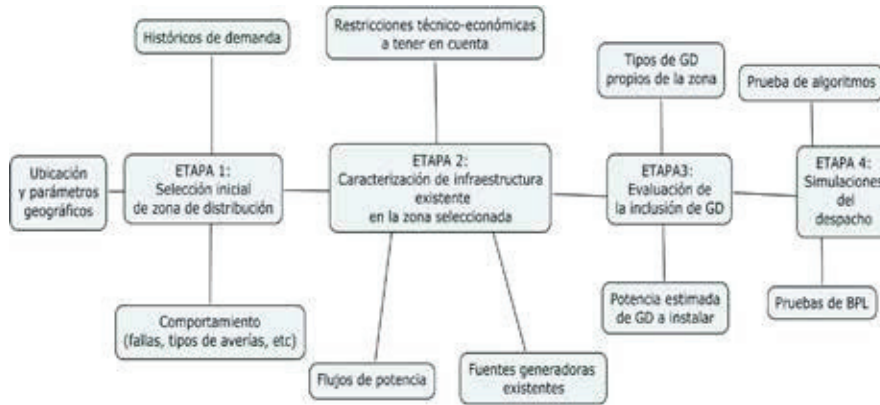 Históricos de demanda
Restricciones técnico-económicas
a tener en cuenta
Tipos de GD
propios de la zona
Prueba de algoritmos
Ubicación
y parámetros
geográficos
ETAPA 1:
Selección inicial
de zona de distribución
ETAPA 2:
Caracterización de infraestructura
existente
en la zona seleccionada
ETAPA3:
Evaluación de
la inclusión de GD
ETAPA 4:
Simulaciones
del
despacho
Comportamiento
(fallas, tipos de averías, etc)
Flujos de potencia
Fuentes generadoras
existentes
Potencia estimada
de GD a instalar
Pruebas de BPL